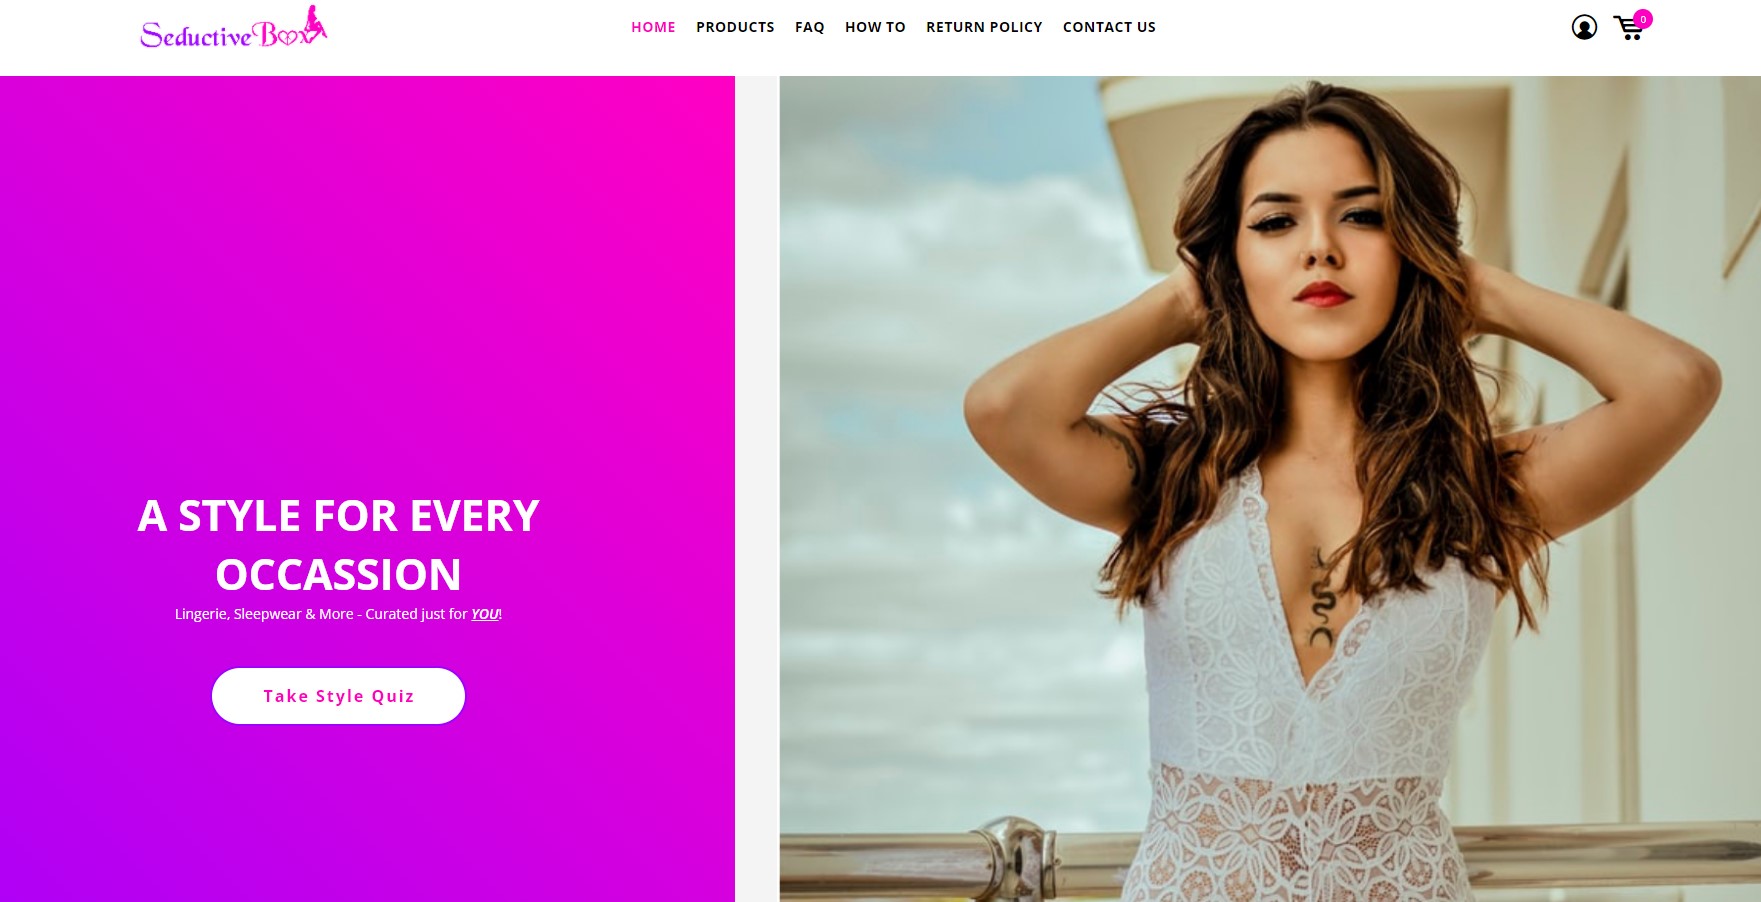 SeductiveBox
HOME PRODUCTS FAQ HOW TO RETURN POLICY CONTACT US
0
A STYLE FOR EVERY
OCCASSION
Lingerie, Sleepwear & More - Curated just for YOU!
Take Style Quiz